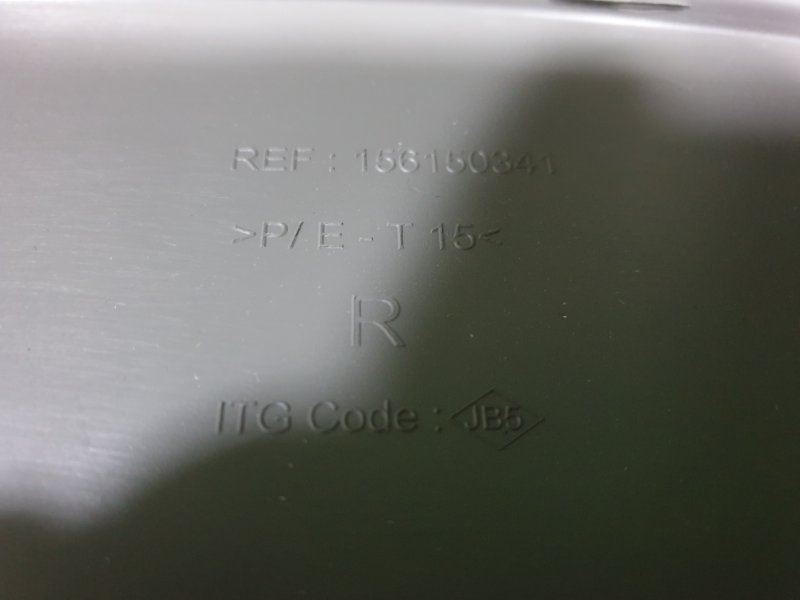 REF : 156150341
>P/ E - T 15<
R
ITG Code : JB5